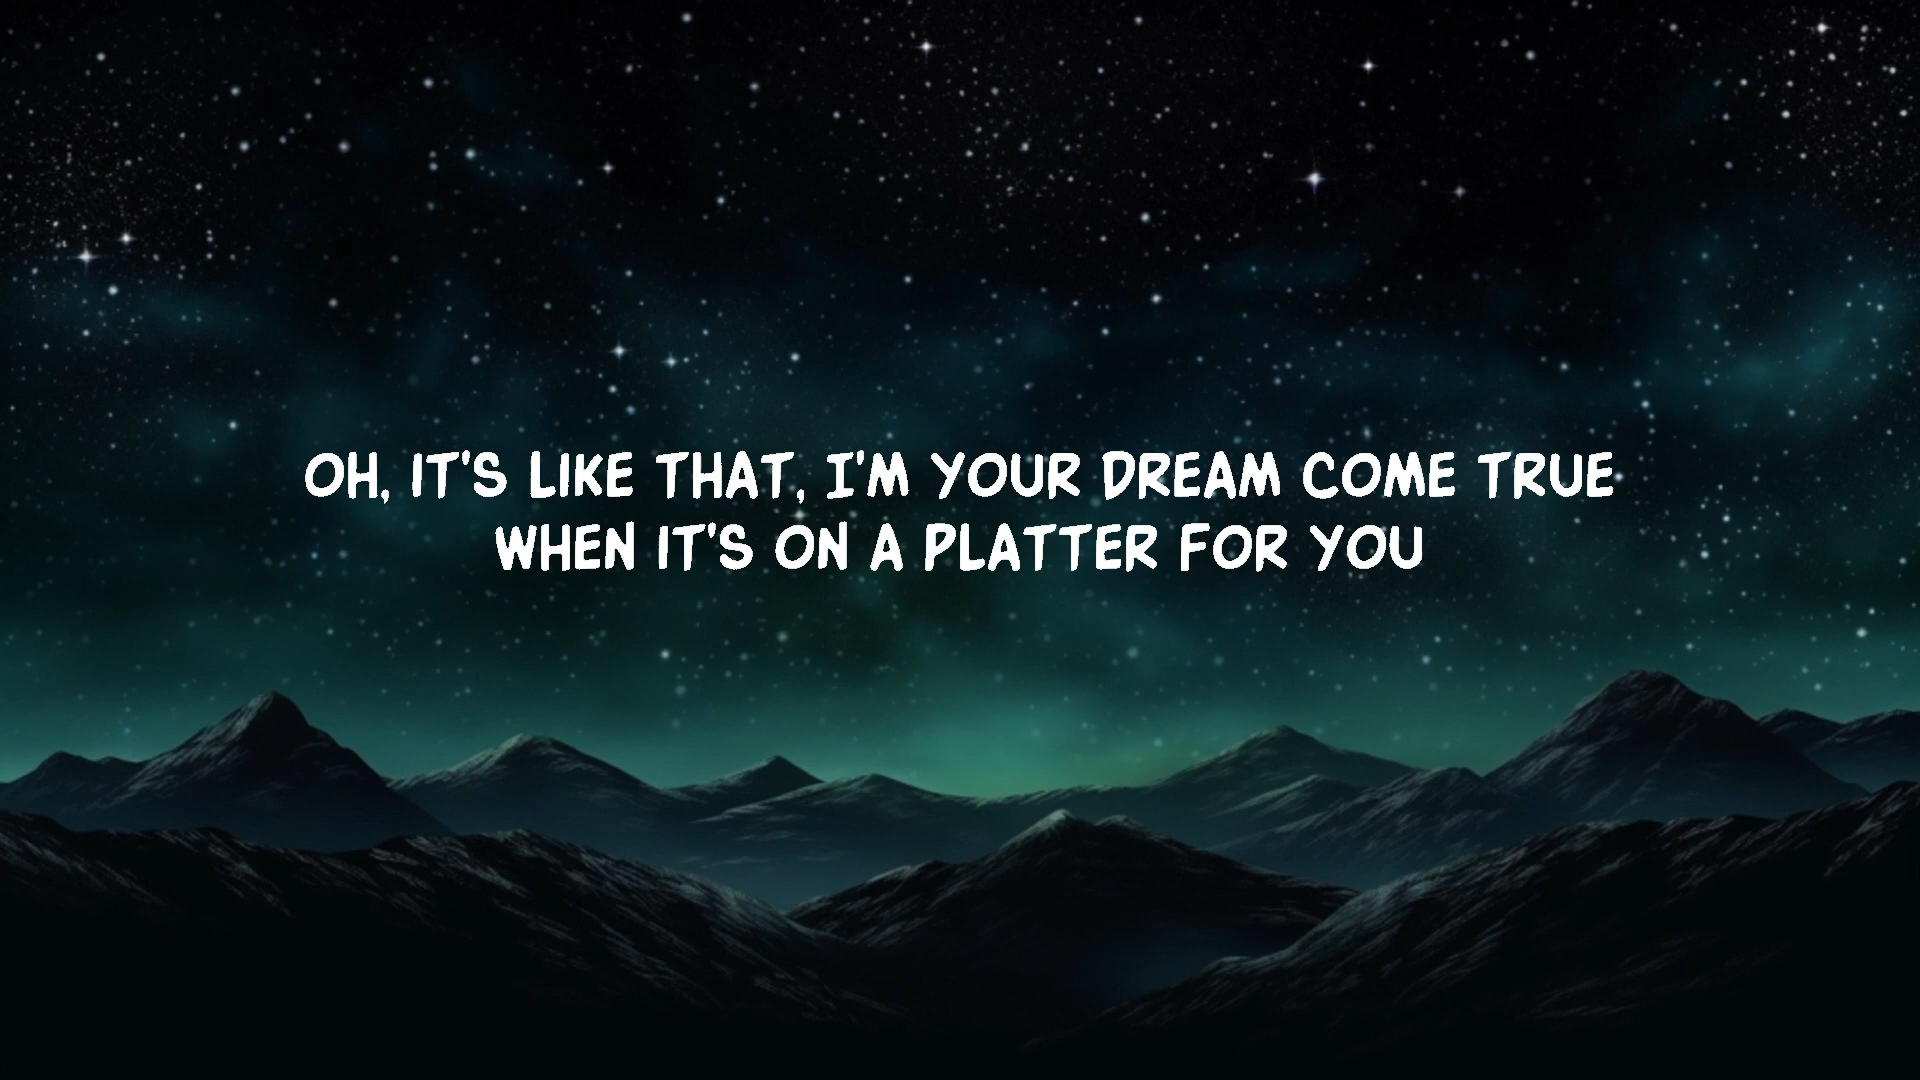 OH, IT'S LIKE THAT, I'M YOUR DREAM COME TRUE
WHEN IT'S ON A PLATTER FOR YOU